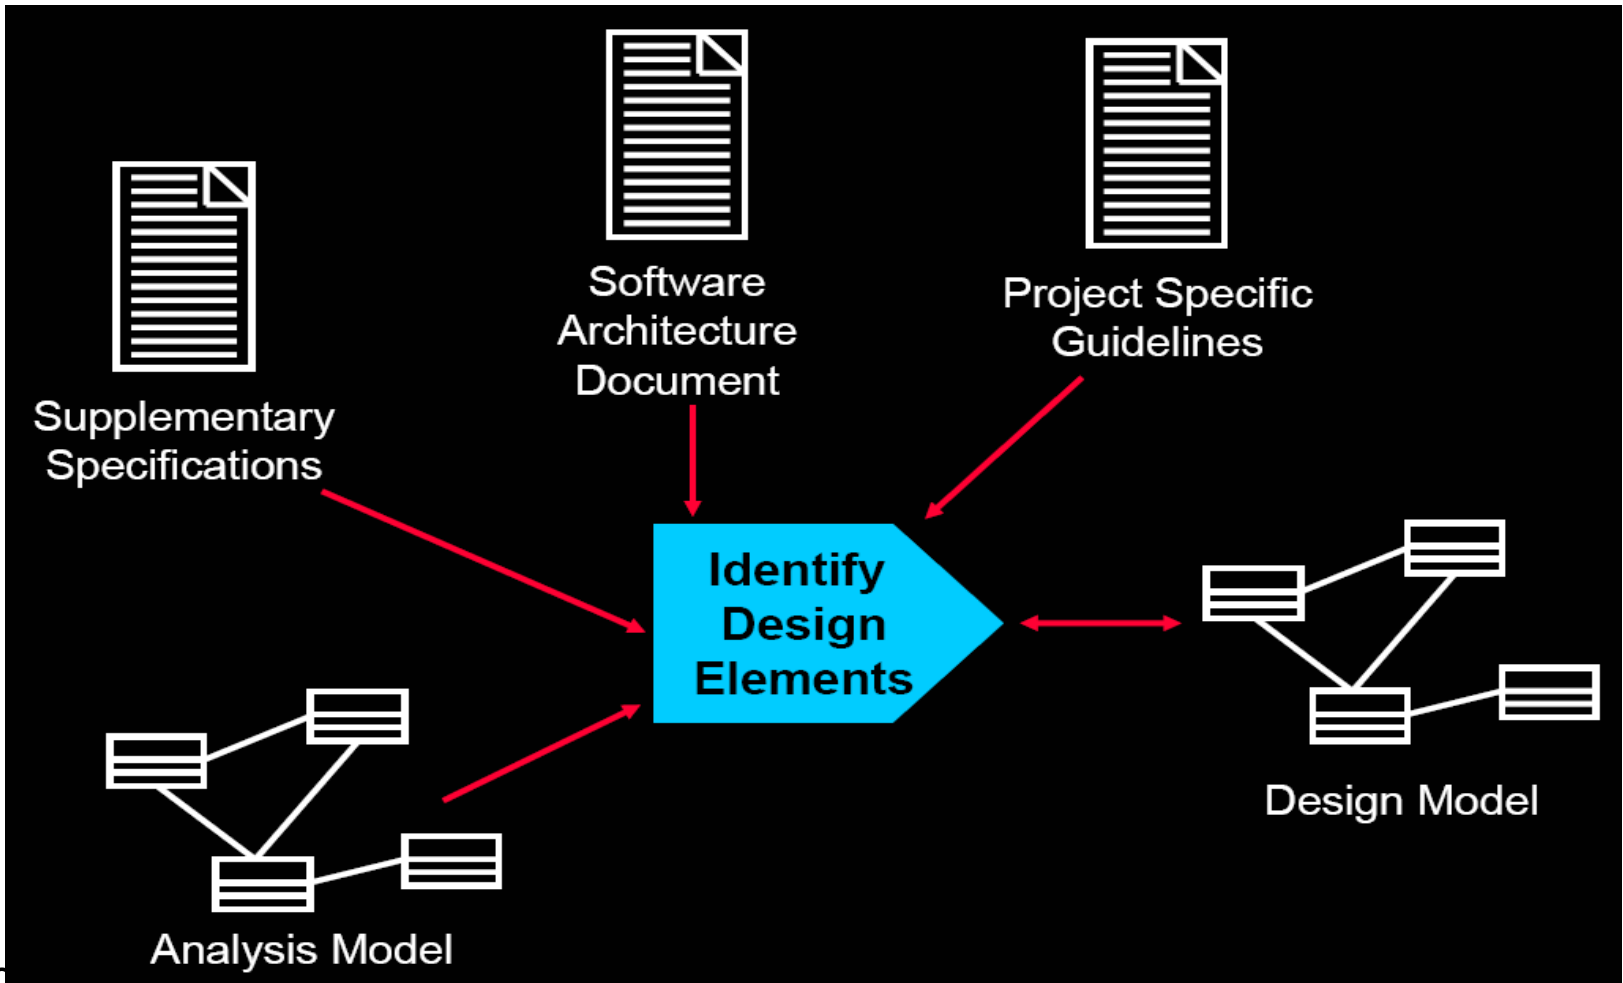 Software
Architecture
Document
Project Specific
Guidelines
Supplementary
Specifications
Identify
Design
Elements
Design Model
Analysis Model